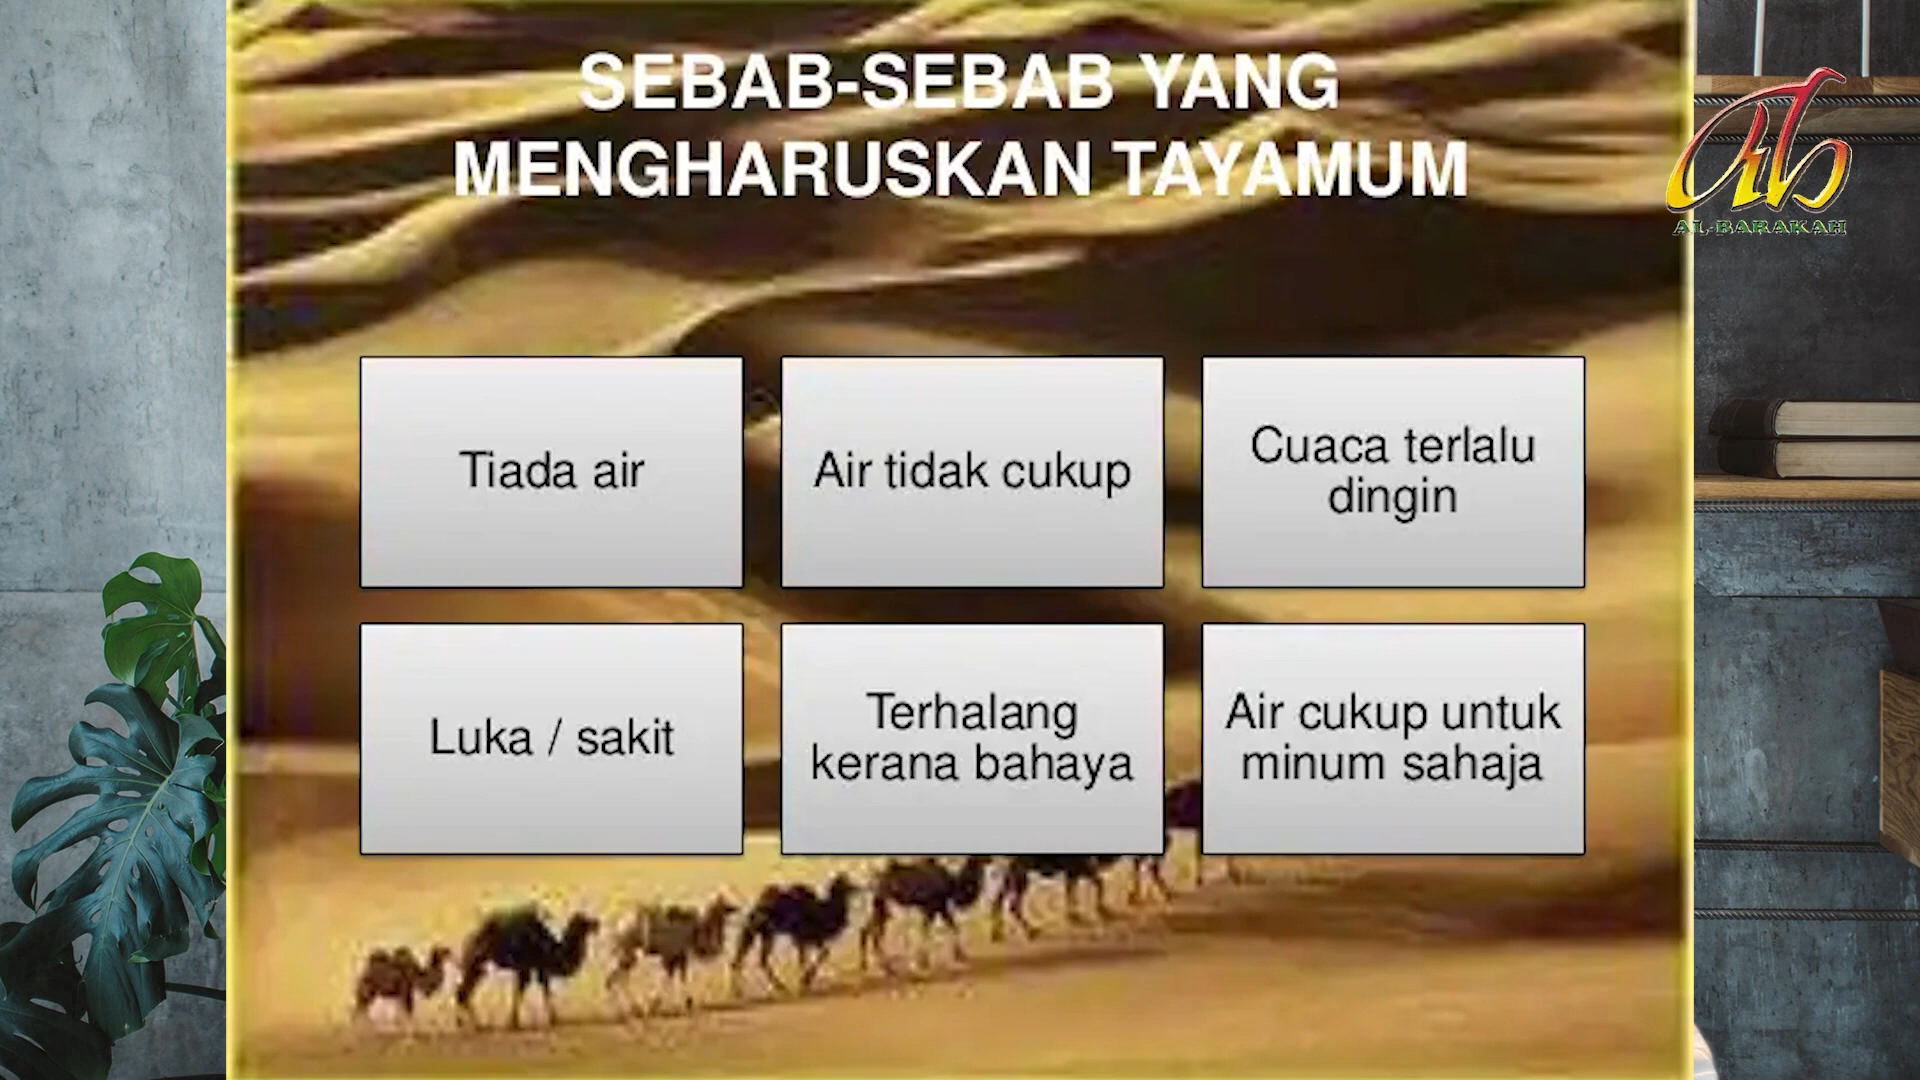 SEBAB-SEBAB YANG
MENGHARUSKAN TAYAMUM
AL-BARAKAH
Tiada air
Air tidak cukup
Cuaca terlalu
dingin
Luka / sakit
Terhalang
kerana bahaya
Air cukup untuk
minum sahaja